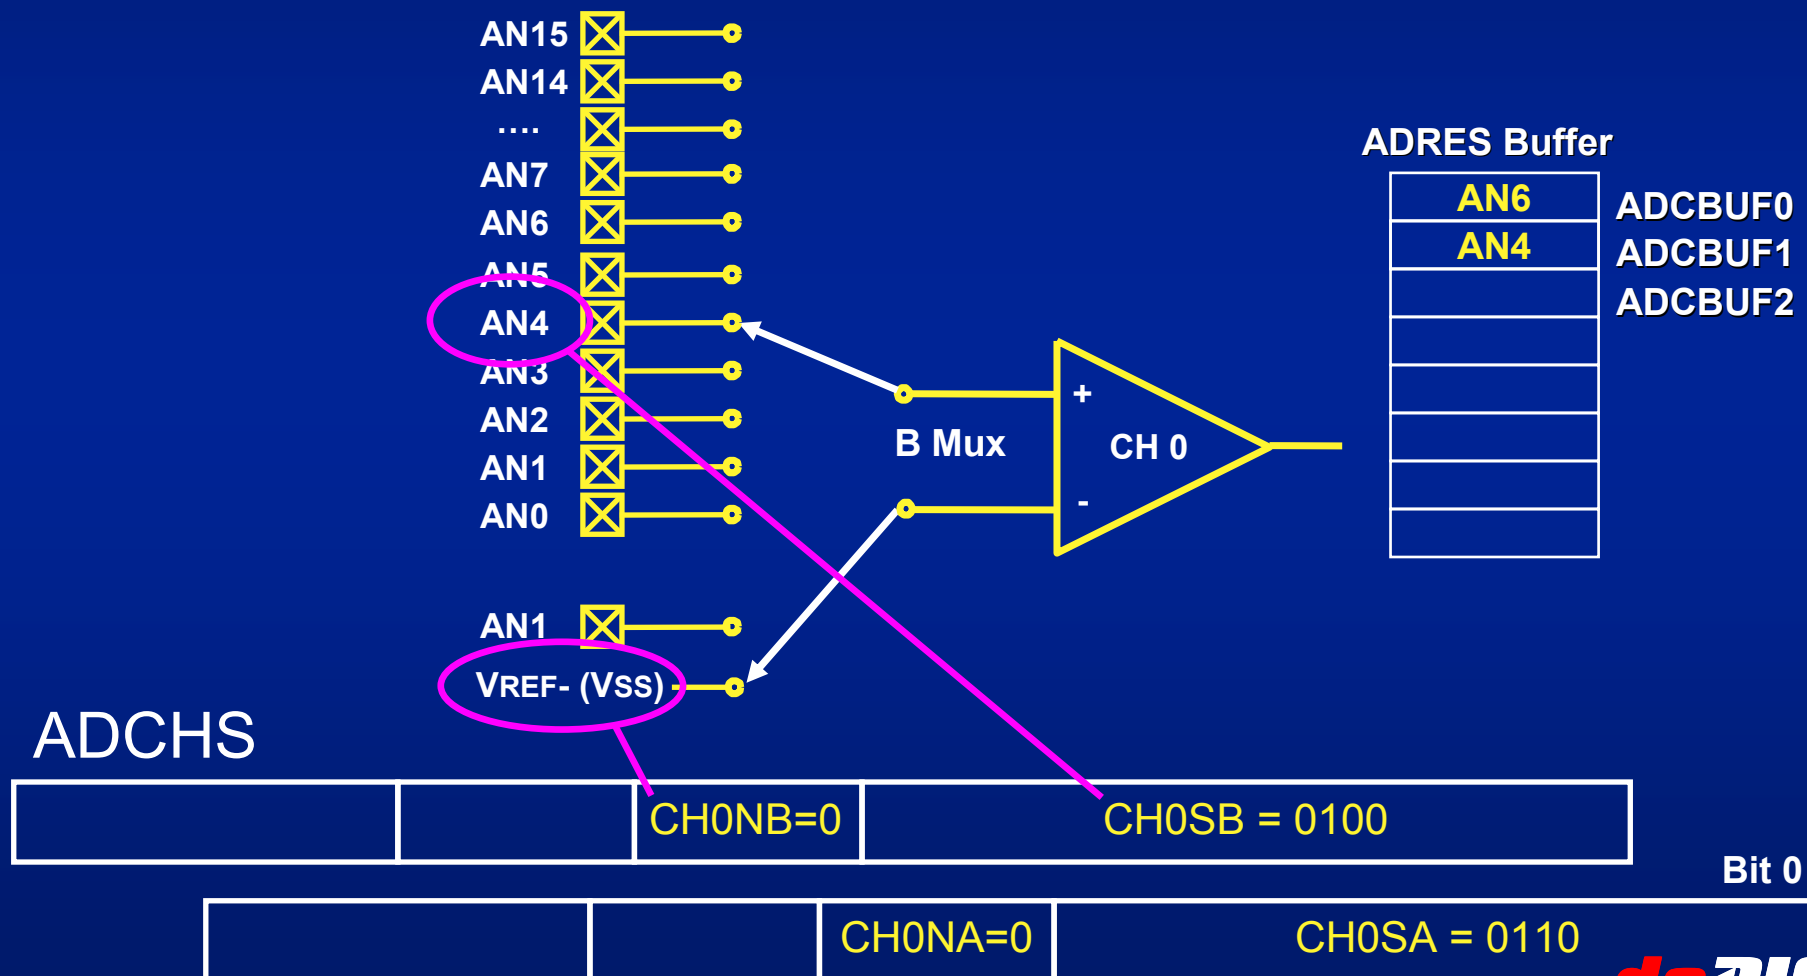 AN15
AN14
....
AN7
AN6
AN5
AN4
AN3
AN2
AN1
AN0
AN1
VREF- (VSS)
B Mux
+
CH 0
-
ADRES Buffer
AN6 ADCBUF0
AN4 ADCBUF1
ADCBUF2
ADCHS
CH0NB=0 CH0SB = 0100
Bit 0
CH0NA=0 CH0SA = 0110